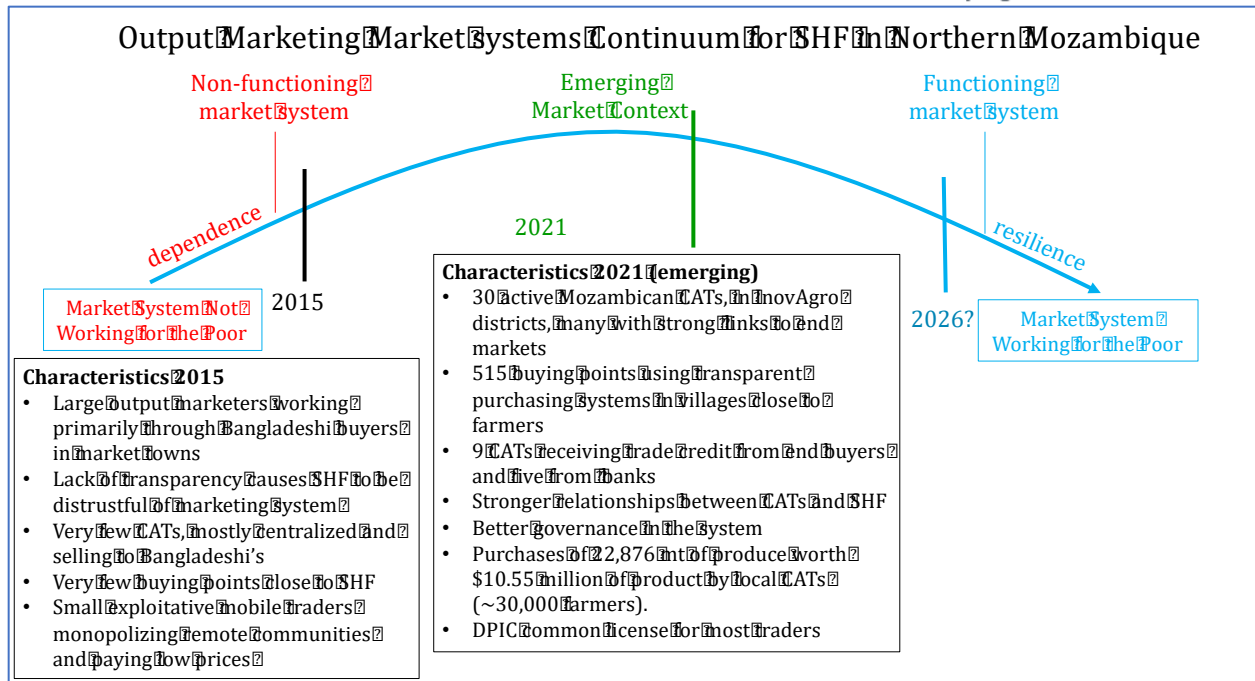 Output Marketing Market systems Continuum for SHF in Northern Mozambique
Non-functioning
market system
Emerging
Market Context
Functioning
market system
dependence
resilience
2021
2015
2026?
Market System Not
Working for the Poor
Market System
Working for the Poor
Characteristics 2015
• Large output marketers working
primarily through Bangladeshi buyers
in market towns
• Lack of transparency causes SHF to be
distrustful of marketing system
• Very few CATs, mostly centralized and
selling to Bangladeshi's
• Very few buying points close to SHF
• Small exploitative mobile traders
monopolizing remote communities
and paying low prices
Characteristics 2021 (emerging)
• 30 active Mozambican CATs, in InovAgro
districts, many with strong links to end
markets
• 515 buying points using transparent
purchasing systems in villages close to
farmers
• 9 CATs receiving trade credit from end buyers
and five from banks
• Stronger relationships between CATs and SHF
• Better governance in the system
• Purchases of 22,876 mt of produce worth
$10.55 million of product by local CATs
(~30,000 farmers).
• DPIC common license for most traders